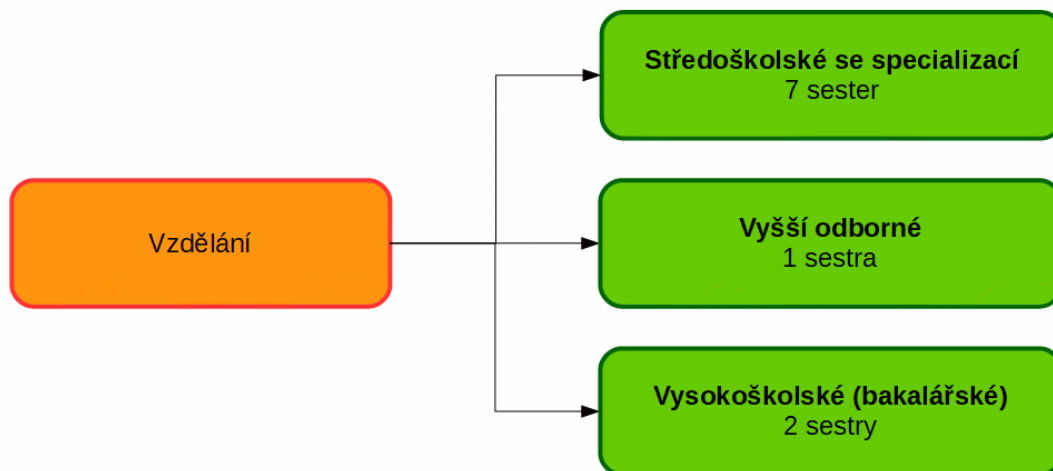 Vzdělání
Středoškolské se specializací
7 sester
Vyšší odborné
1 sestra
Vysokoškolské (bakalářské)
2 sestry